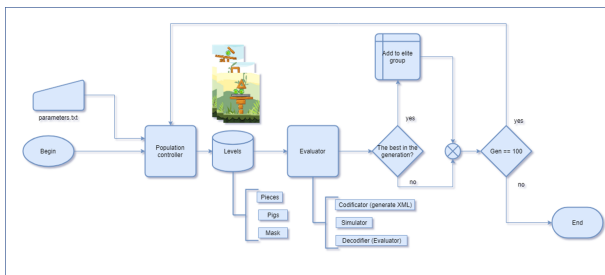 Add to elite
group
parameters.txt
yes
yes
Begin
Population
controller
Levels
Evaluator
The best in the
generation?
Gen == 100
no
no
Pieces
Pigs
Mask
Codificator (generate XML)
Simulator
Decodifier (Evaluator)
End